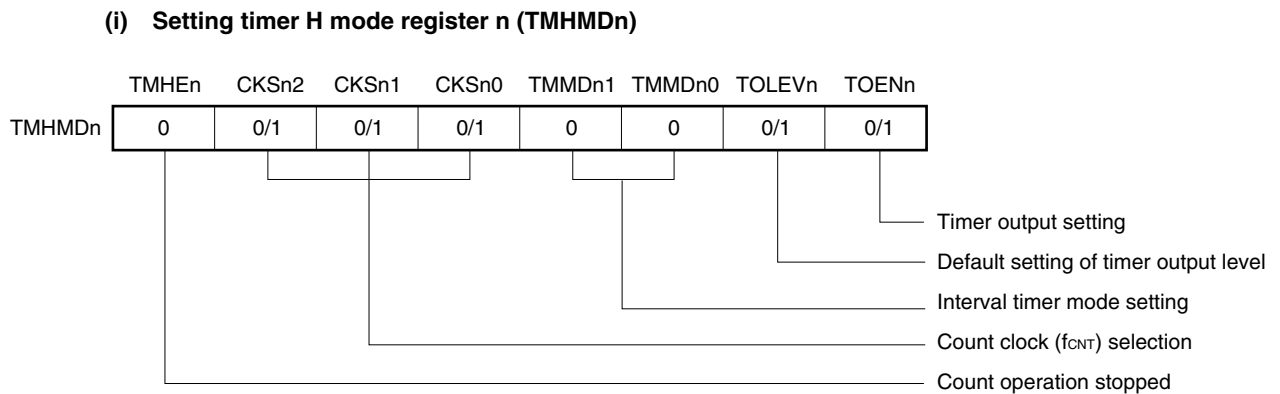 (i) Setting timer H mode register n (TMHMDn)
TMHEn CKSn2 CKSn1 CKSn0 TMMDn1 TMMDn0 TOLEVn TOENn
TMHMDn 0 0/1 0/1 0/1 0 0 0/1 0/1
Timer output setting
Default setting of timer output level
Interval timer mode setting
Count clock (fCNT) selection
Count operation stopped